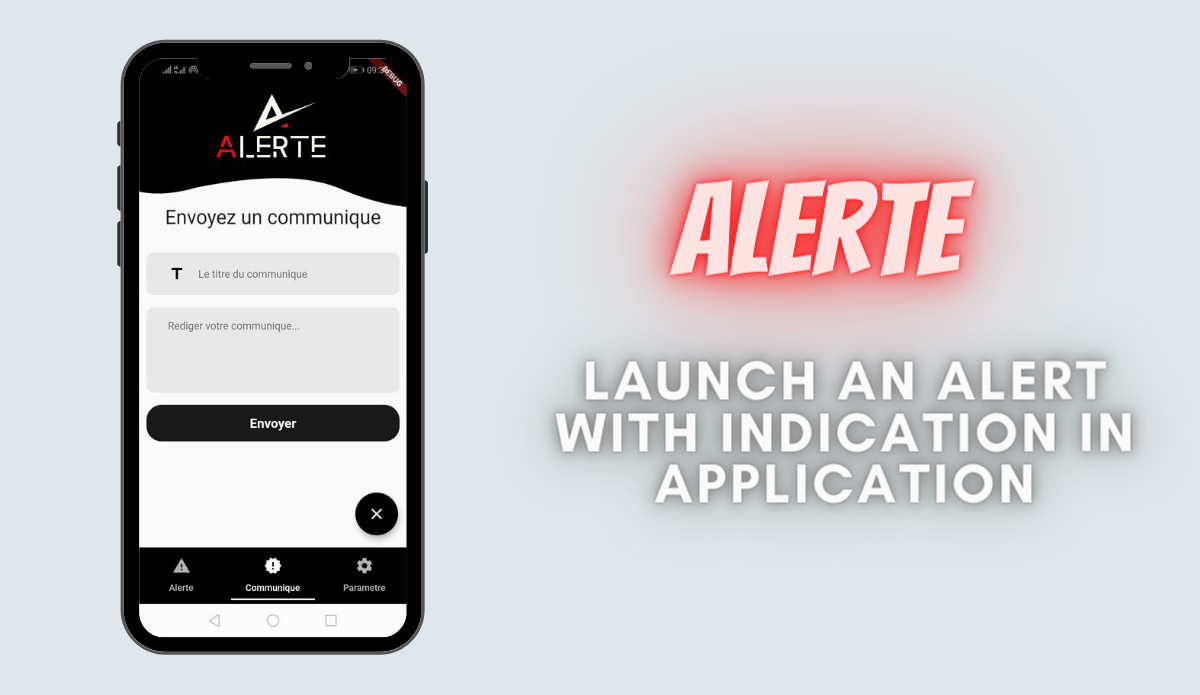 DEBUG
ALERTE
Envoyez un communique
T Le titre du communique
Rediger votre communique...
Envoyer
Alerte Communique Parametre
ALERTE
LAUNCH AN ALERT
WITH INDICATION IN
APPLICATION